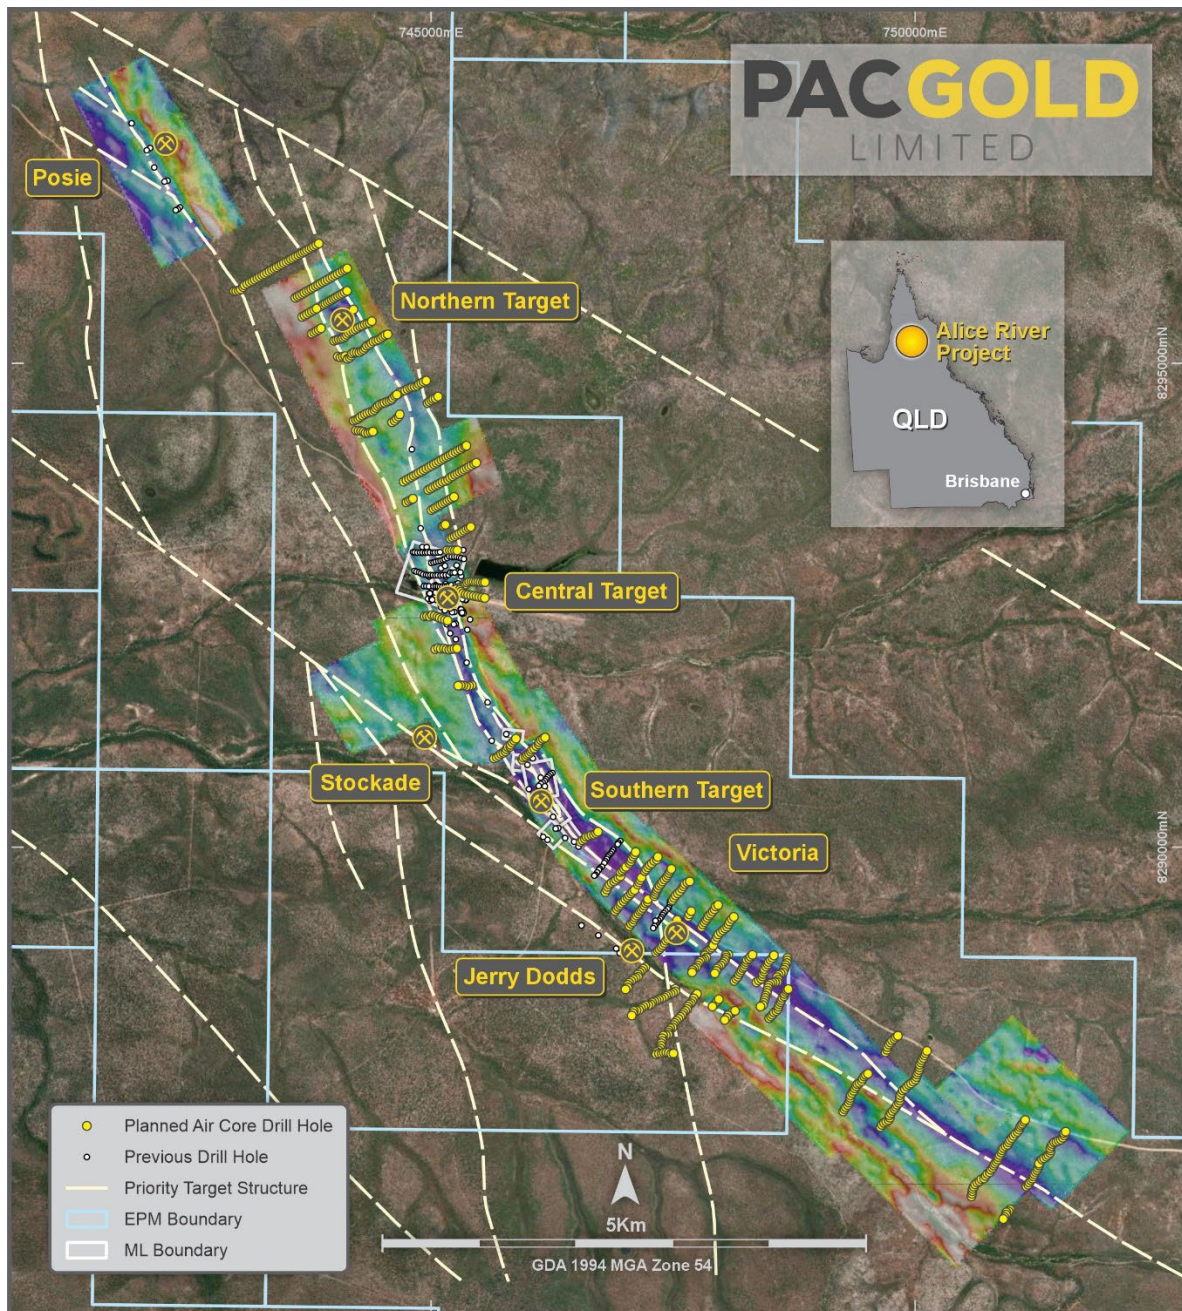 745000mE
750000mE
PACGOLD
LIMITED
Posie
Northern Target
Alice River
Project
QLD
Brisbane
8295000mN
Central Target
Stockade
Southern Target
Victoria
8290000mN
Jerry Dodds
Planned Air Core Drill Hole
Previous Drill Hole
Priority Target Structure
EPM Boundary
ML Boundary
N
5Km
GDA 1994 MGA Zone 54